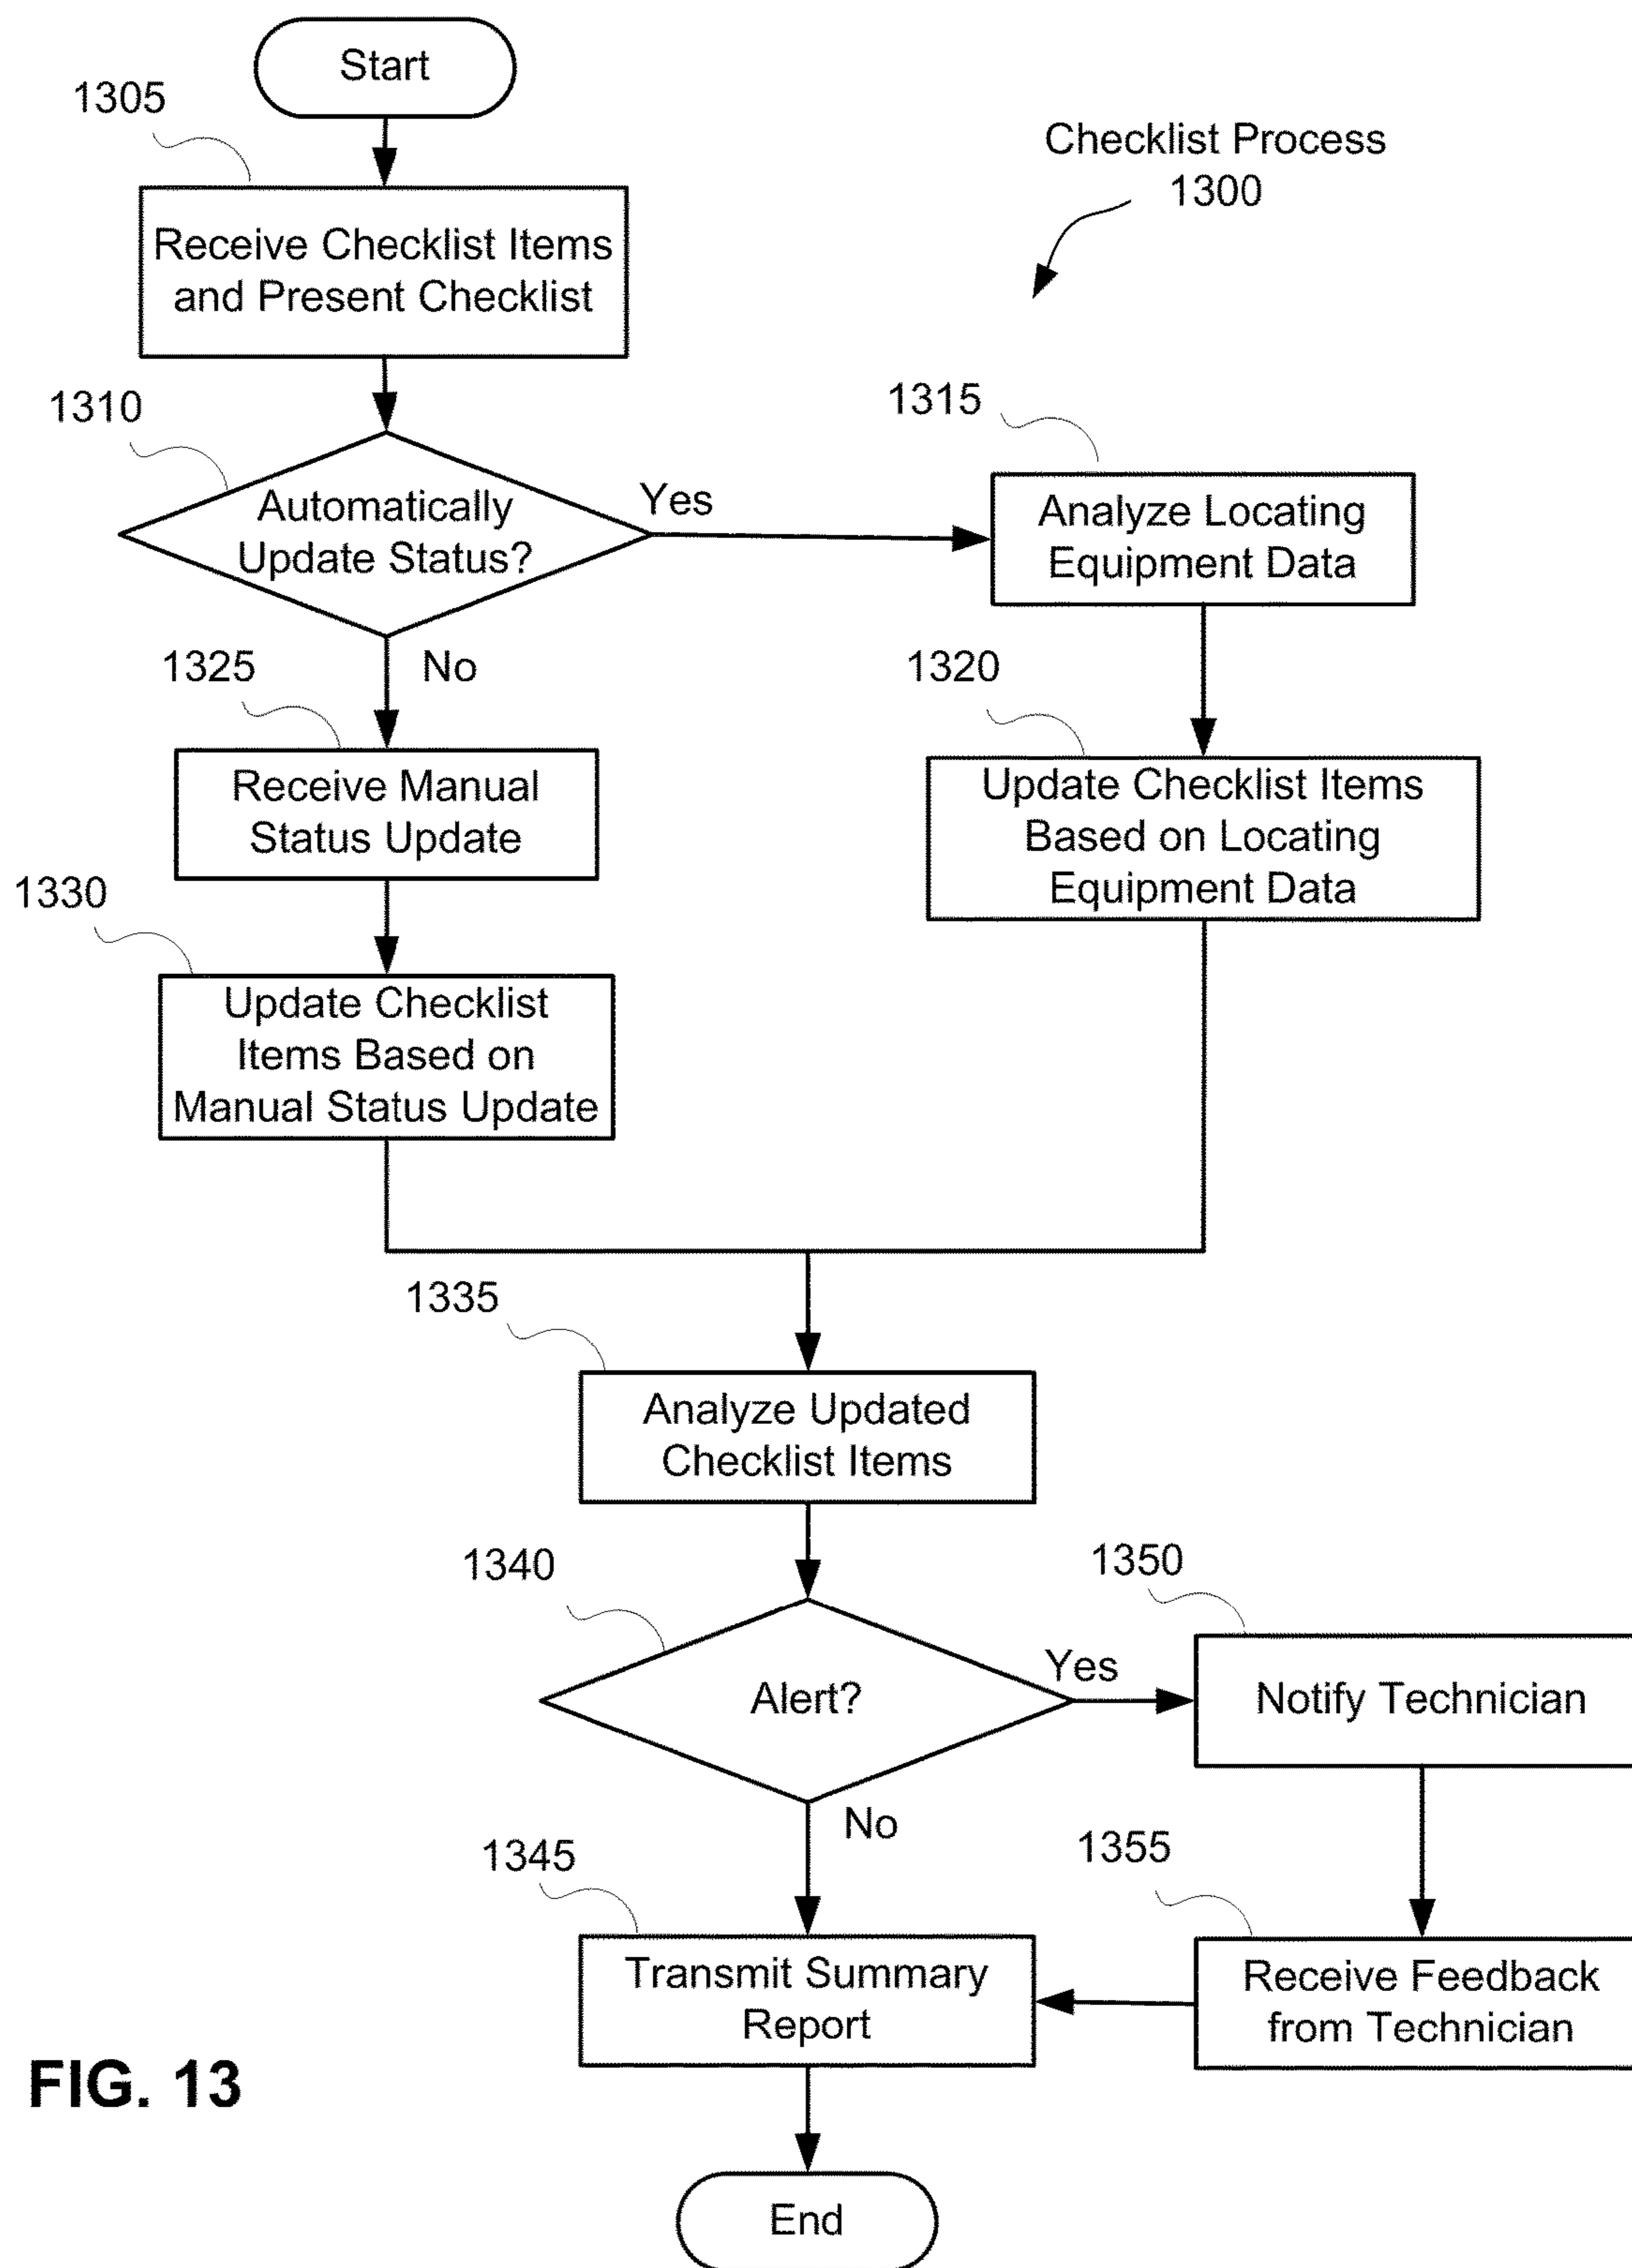 Start
1305
Checklist Process
1300
Receive Checklist Items
and Present Checklist
1310
Automatically
Update Status?
Yes
1315
Analyze Locating
Equipment Data
No
1325
Receive Manual
Status Update
1320
Update Checklist Items
Based on Locating
Equipment Data
1330
Update Checklist
Items Based on
Manual Status Update
1335
Analyze Updated
Checklist Items
1340
Alert?
Yes
1350
Notify Technician
No
1345
Transmit Summary
Report
1355
Receive Feedback
from Technician
FIG. 13
End